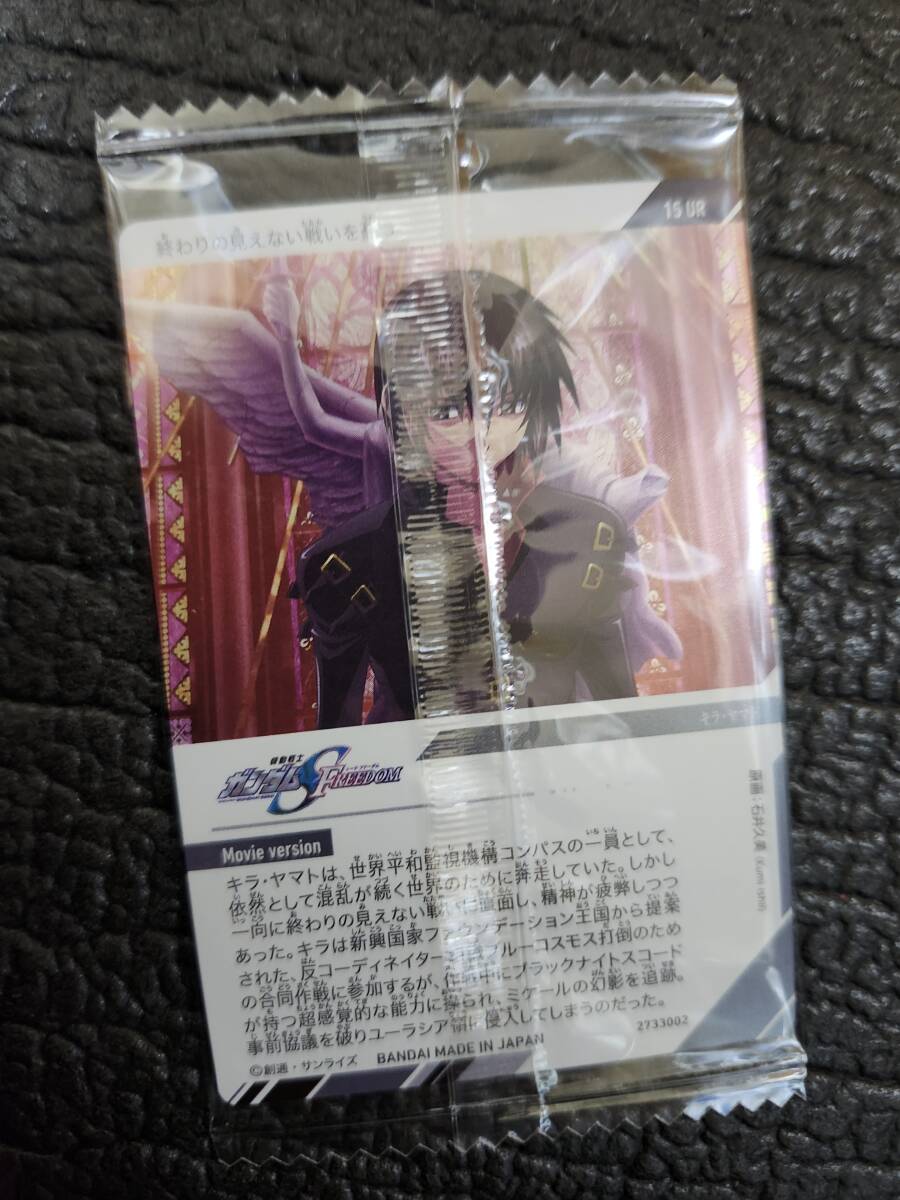 15 UR
終わりの見えない戦いを
キラ・ヤマ
機動戦士
ガンダムSEED FREEDOM
原画：石井久美 (Kumi Ishii)
Movie version
キラ・ヤマトは、世界平和監視機構コンパスの一員として、
依然として混乱が続く世界のために奔走していた。しかし
一向に終わりの見えない戦いに直面し、精神が疲弊しつつ
あった。キラは新興国家ファウンデーション王国から提案
された、反コーディネイター ブルーコスモス打倒のため
の合同作戦に参加するが、作戦中にブラックナイトスコード
が持つ超感覚的な能力に操られ、ミケールの幻影を追跡。
事前協議を破りユーラシア領に侵入してしまうのだった。
2733002
©創通・サンライズ
BANDAI MADE IN JAPAN